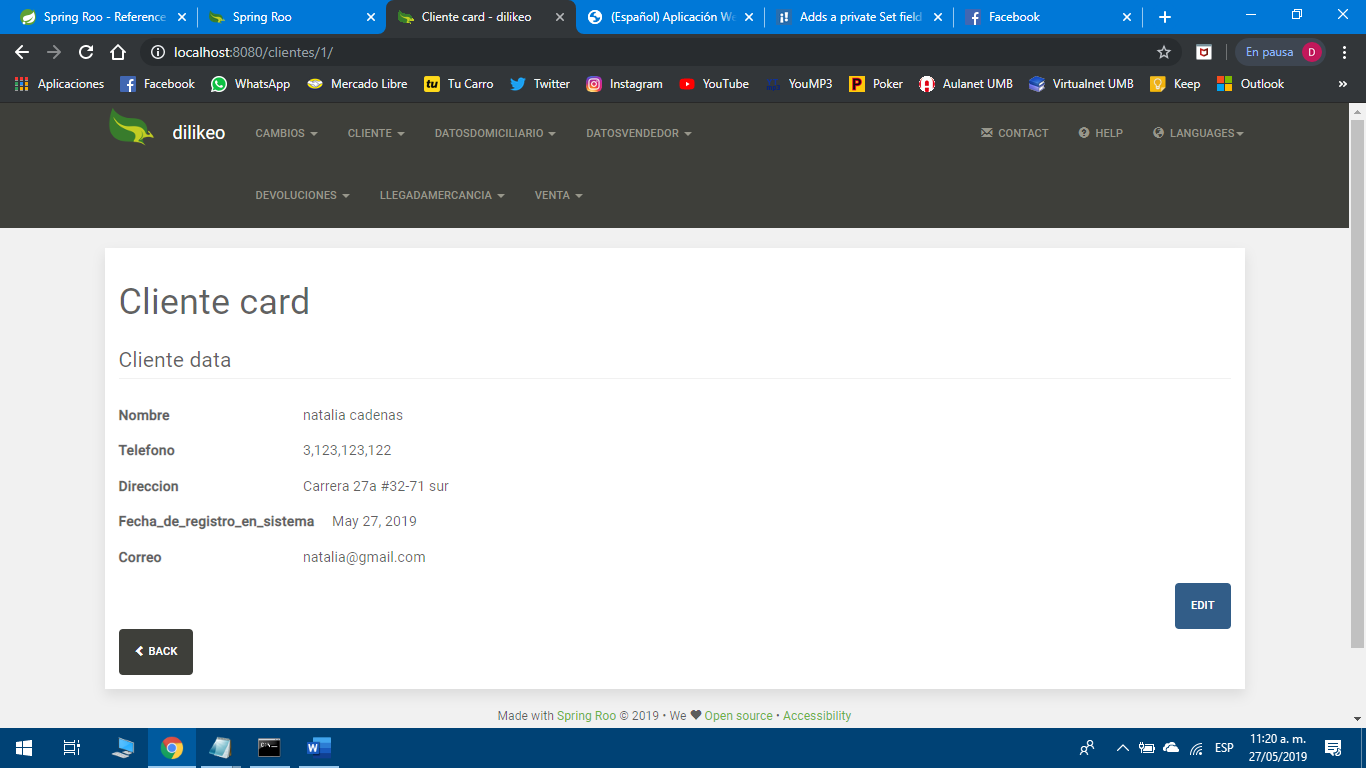 Spring Roo - Reference
Spring Roo
Cliente card - dilikeo
(Español) Aplicación We
Adds a private Set field
Facebook
localhost:8080/clientes/1/
En pausa D
Aplicaciones Facebook WhatsApp Mercado Libre tu Tu Carro Twitter Instagram YouTube YouMP3 P Poker Aulanet UMB Virtualnet UMB Keep Outlook »
dilikeo CAMBIOS CLIENTE DATOSDOMICILIARIO DATOSVENDEDOR CONTACT HELP LANGUAGES
DEVOLUCIONES LLEGADAMERCANCIA VENTA
Cliente card
Cliente data
Nombre natalia cadenas
Telefono 3,123,123,122
Direccion Carrera 27a #32-71 sur
Fecha_de_registro_en_sistema May 27, 2019
Correo natalia@gmail.com
EDIT
BACK
Made with Spring Roo © 2019 • We ♥ Open source • Accessibility
ESP
11:20 a. m.
27/05/2019